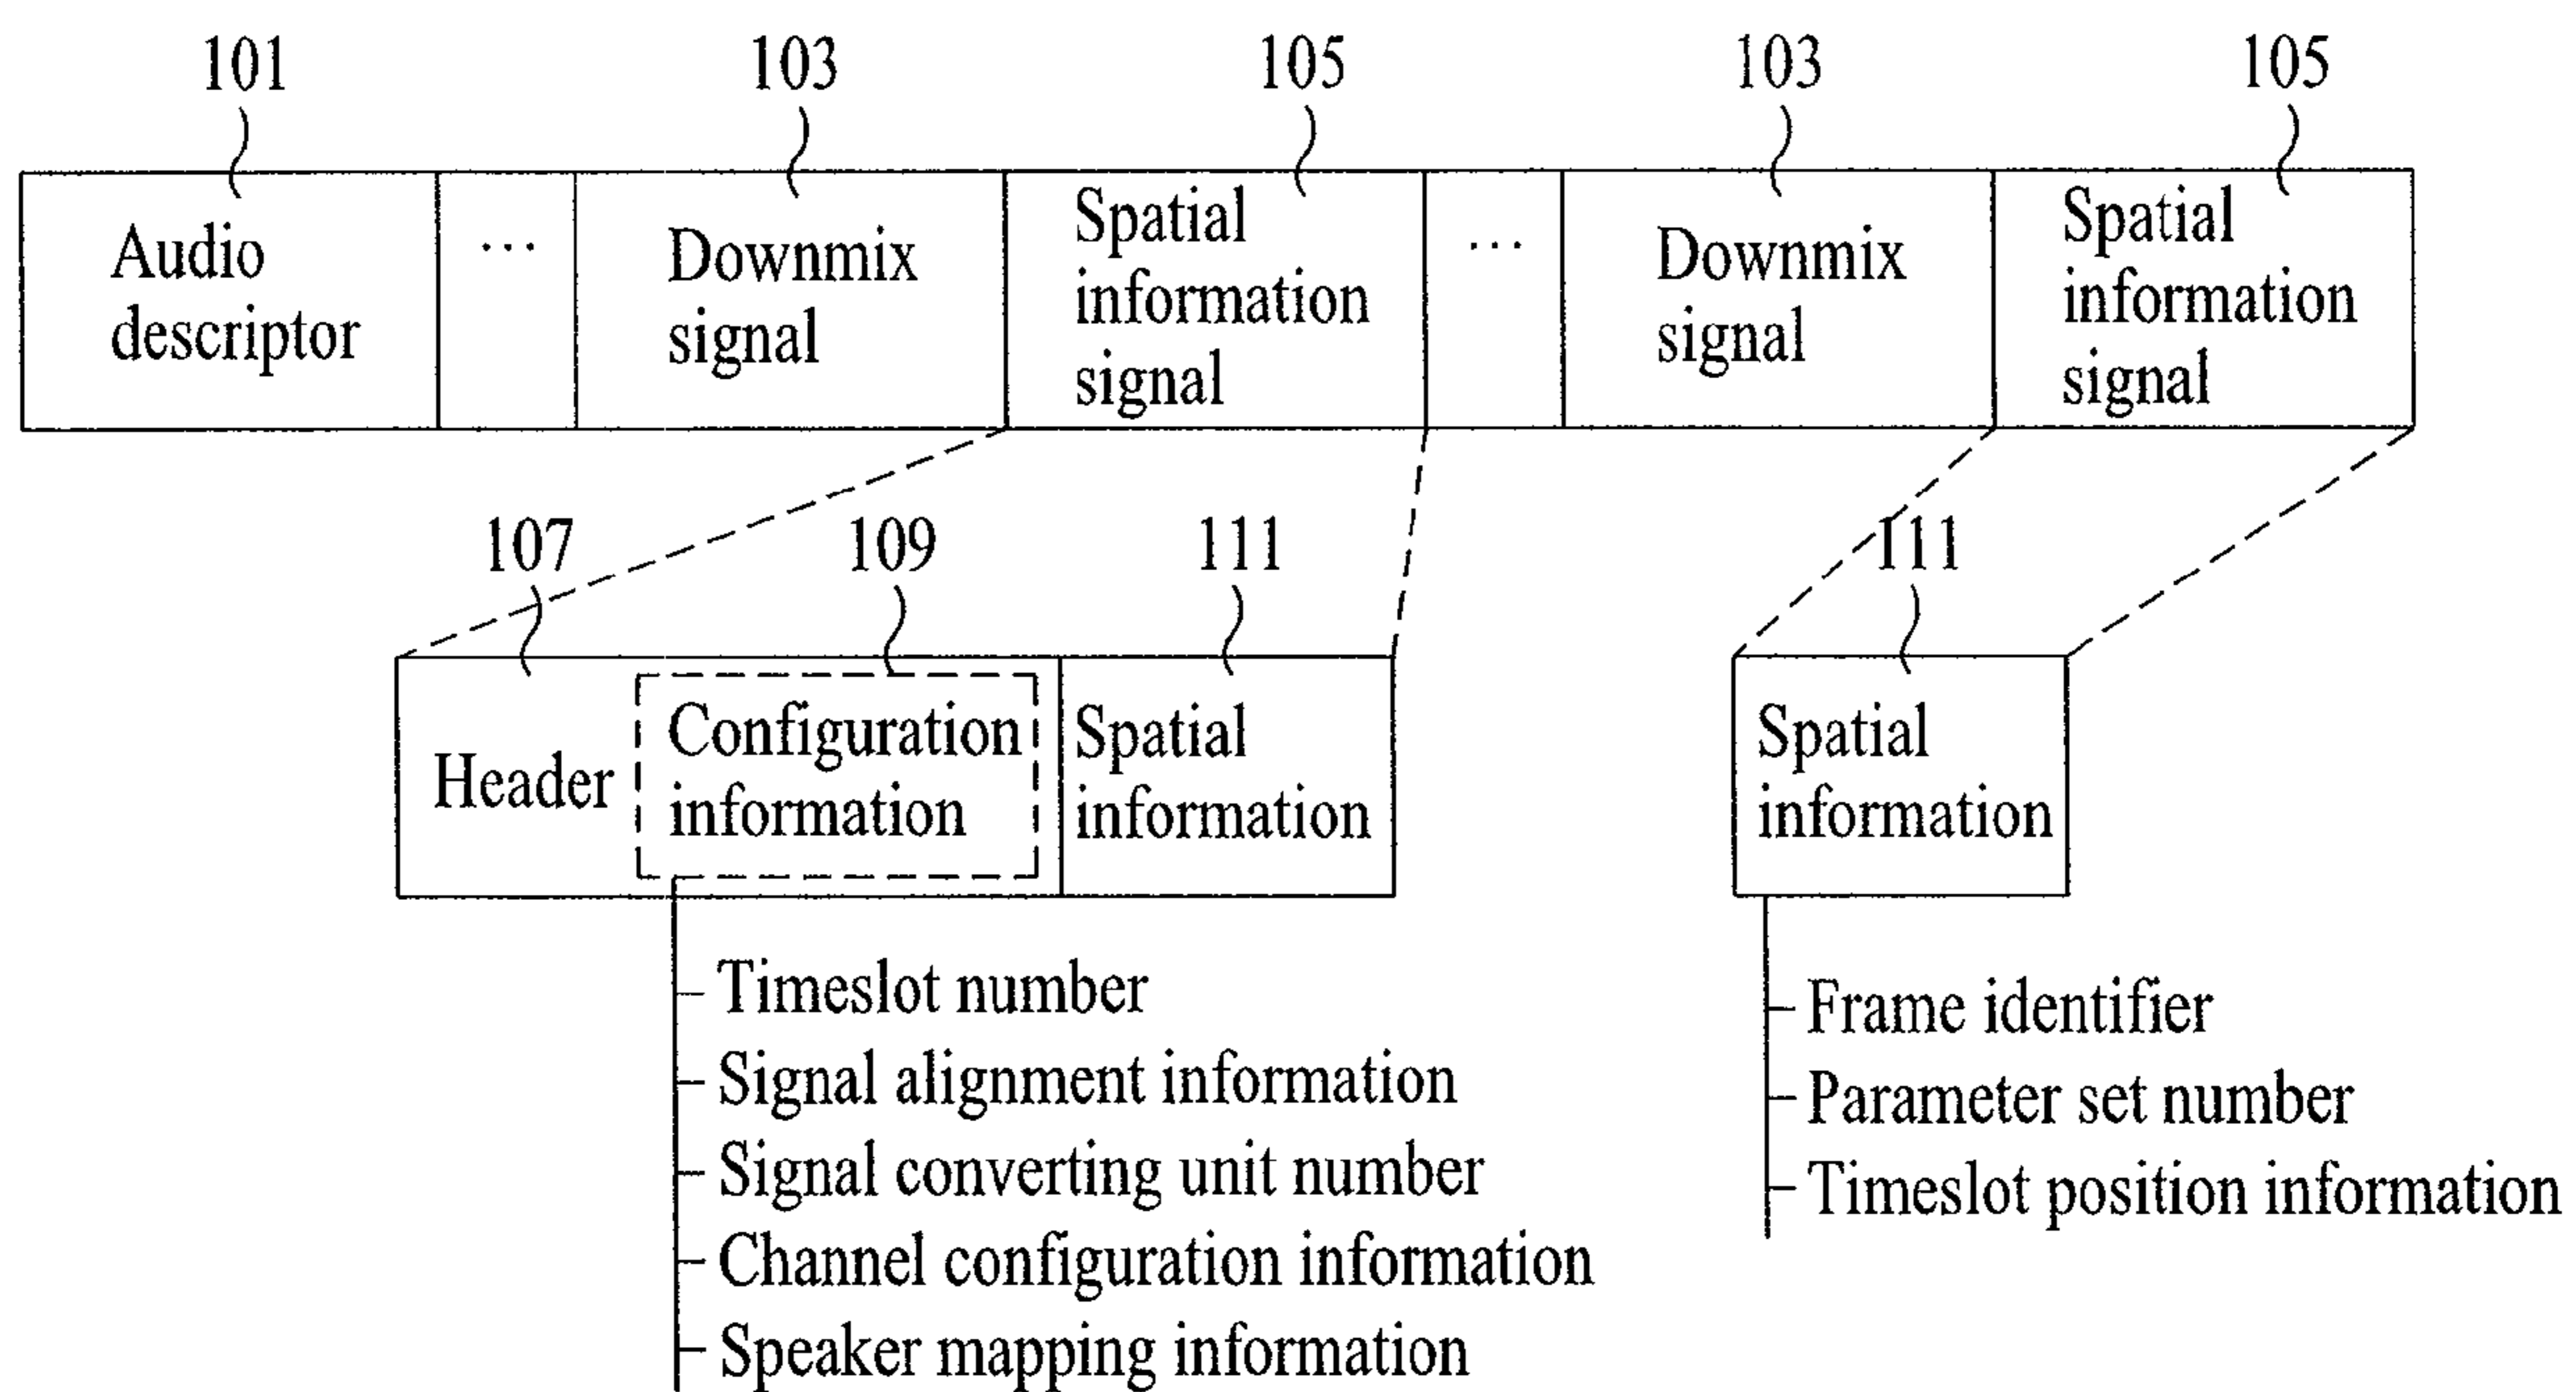 101
103
105
103
105
Audio
descriptor
...
Downmix
signal
Spatial
information
signal
...
Downmix
signal
Spatial
information
signal
107
109
111
111
Header
Configuration
information
Spatial
information
Spatial
information
Timeslot number
Signal alignment information
Signal converting unit number
Channel configuration information
Speaker mapping information
Frame identifier
Parameter set number
Timeslot position information